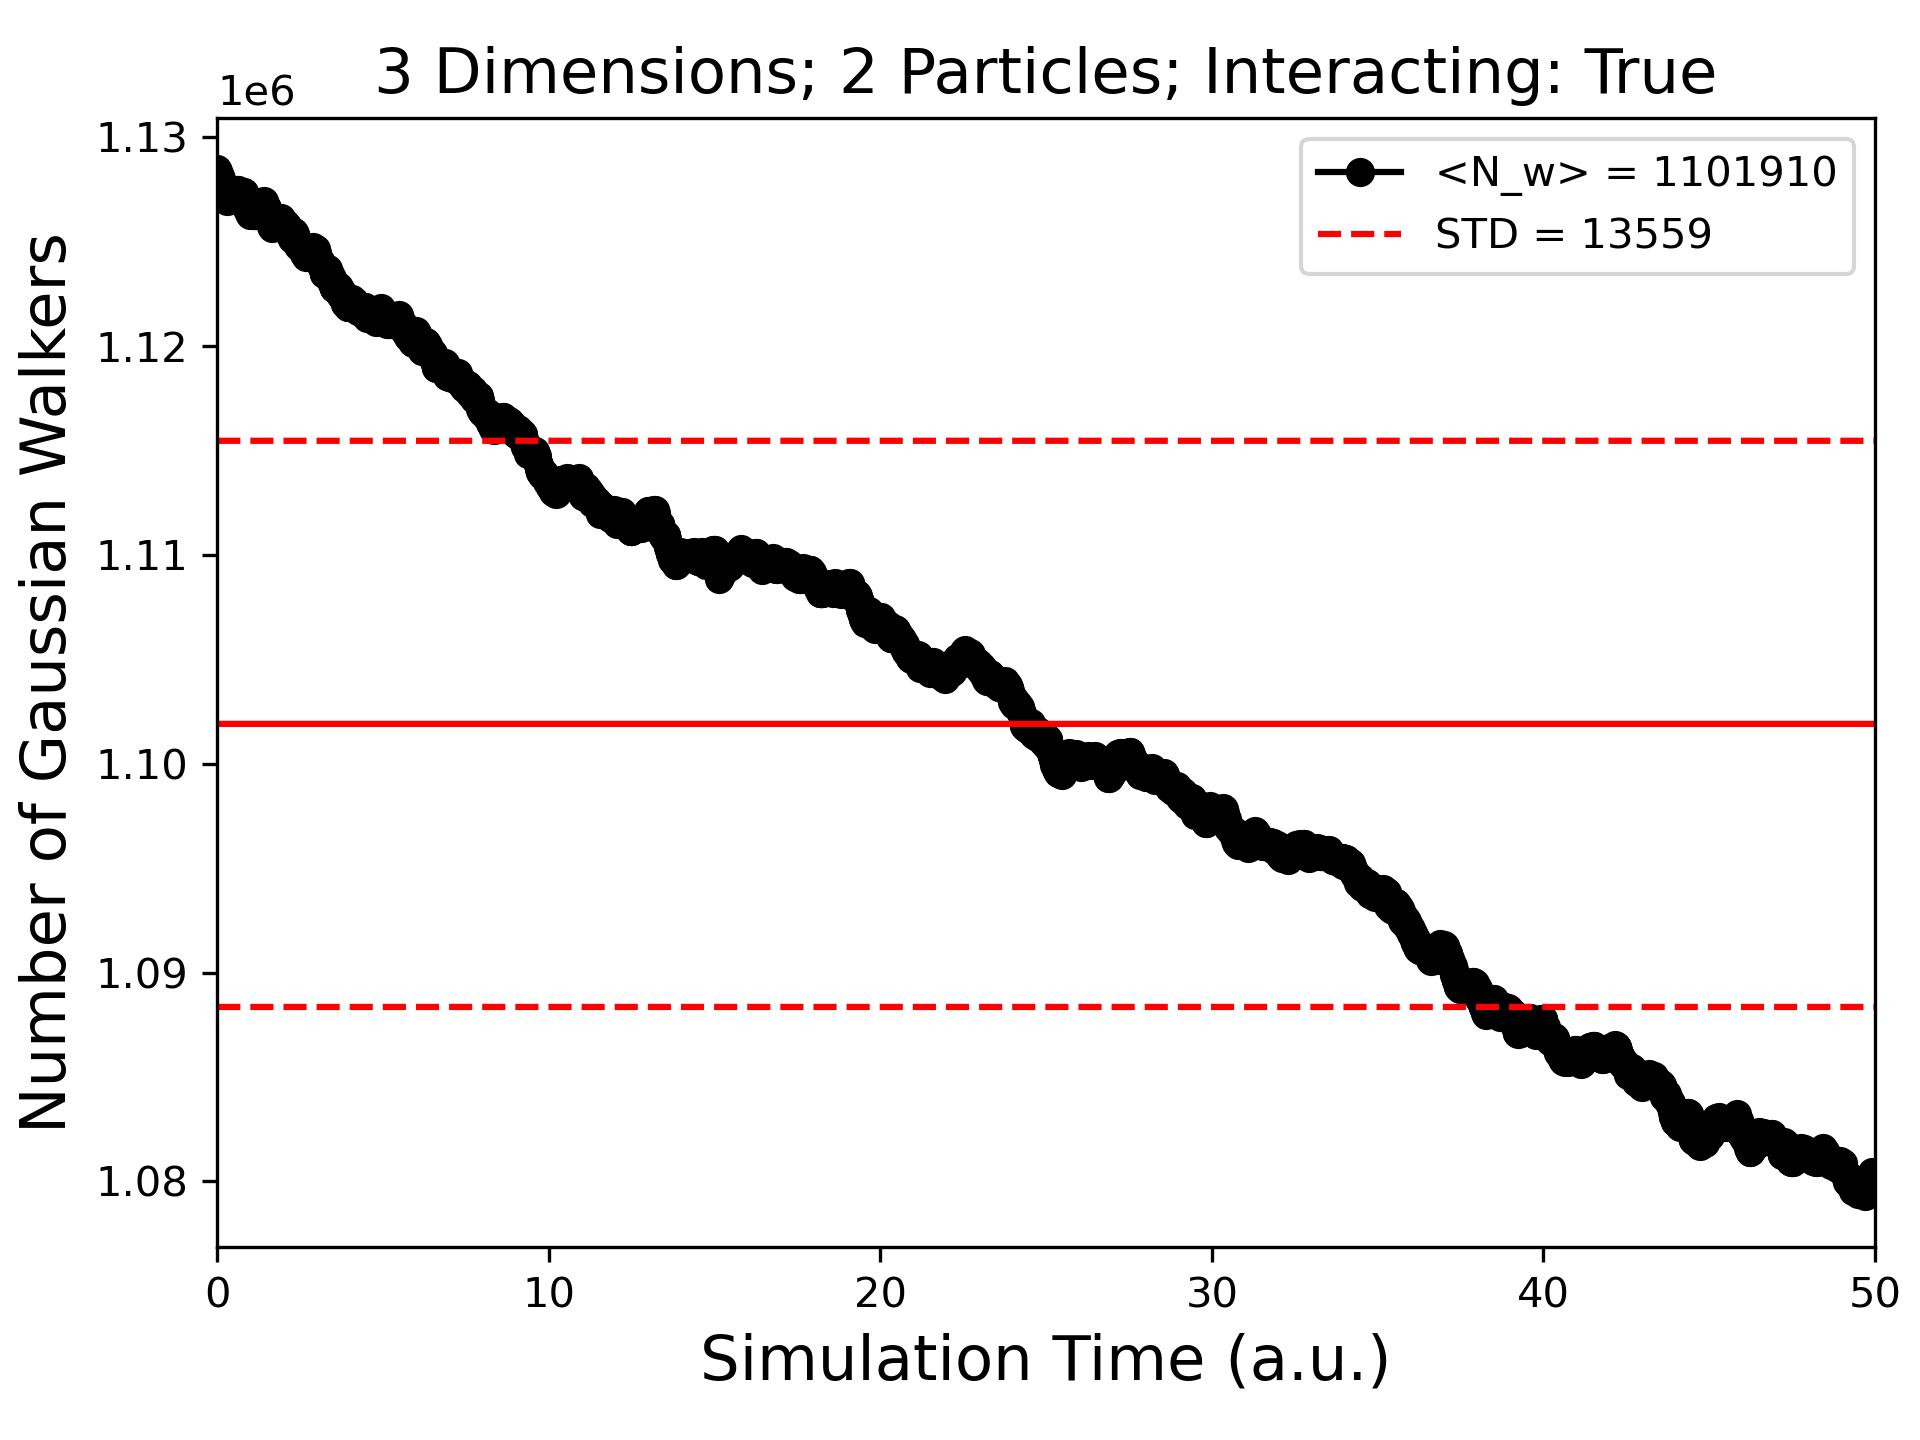 3 Dimensions; 2 Particles; Interacting: True
1e6
<N_w> = 1101910
STD = 13559
Number of Gaussian Walkers
1.13
1.12
1.11
1.10
1.09
1.08
0 10 20 30 40 50
Simulation Time (a.u.)